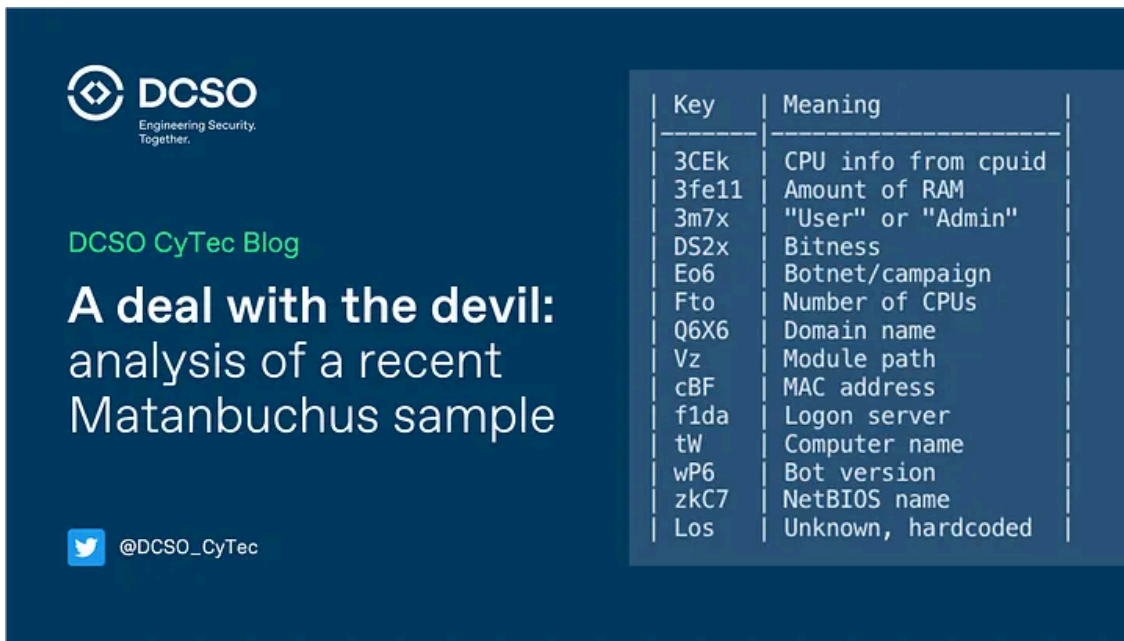 DCSO
Engineering Security.
Together.
DCSO CyTec Blog
A deal with the devil:
analysis of a recent
Matanbuchus sample
@DCSO_CyTec
| Key | Meaning |
|-------|---------------------|
| 3CEk | CPU info from cpuid |
| 3fe11 | Amount of RAM |
| 3m7x | "User" or "Admin" |
| DS2x | Bitness |
| Eo6 | Botnet/campaign |
| Fto | Number of CPUs |
| Q6X6 | Domain name |
| Vz | Module path |
| cBF | MAC address |
| f1da | Logon server |
| tW | Computer name |
| wP6 | Bot version |
| zkC7 | NetBIOS name |
| Los | Unknown, hardcoded |